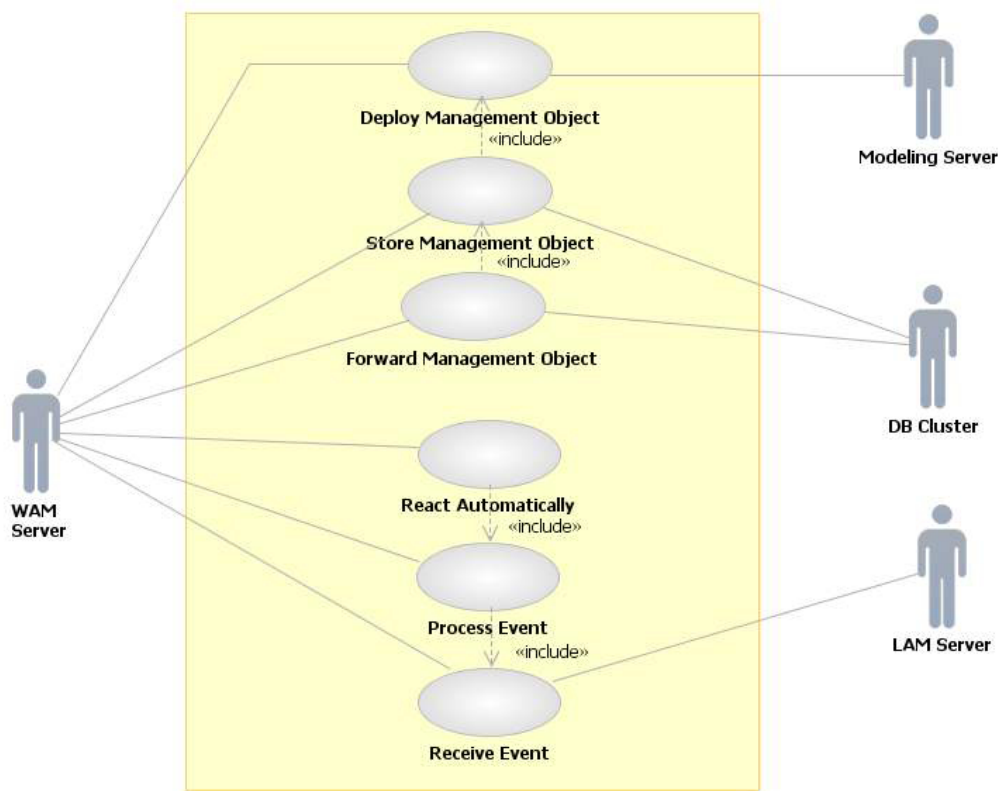 Deploy Management Object
«include»
Modeling Server
Store Management Object
«include»
Forward Management Object
DB Cluster
WAM
Server
React Automatically
«include»
Process Event
LAM Server
«include»
Receive Event